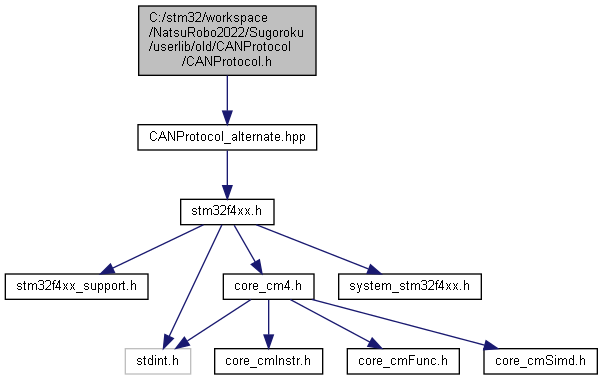 C:/stm32/workspace
/NatsuRobo2022/Sugoroku
/userlib/old/CANProtocol
/CANProtocol.h
CANProtocol_alternate.hpp
stm32f4xx.h
stm32f4xx_support.h
core_cm4.h
system_stm32f4xx.h
stdint.h
core_cmInstr.h
core_cmFunc.h
core_cmSimd.h